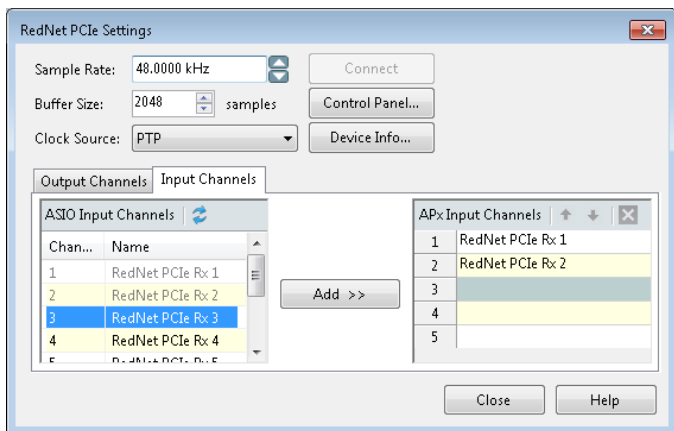 RedNet PCIe Settings
Sample Rate: 48.0000 kHz Connect
Buffer Size: 2048 samples Control Panel...
Clock Source: PTP Device Info...
Output Channels Input Channels
ASIO Input Channels
Chan... Name
1 RedNet PCIe Rx 1
2 RedNet PCIe Rx 2
3 RedNet PCIe Rx 3
4 RedNet PCIe Rx 4
Add >>
APx Input Channels
1 RedNet PCIe Rx 1
2 RedNet PCIe Rx 2
3
4
5
Close Help